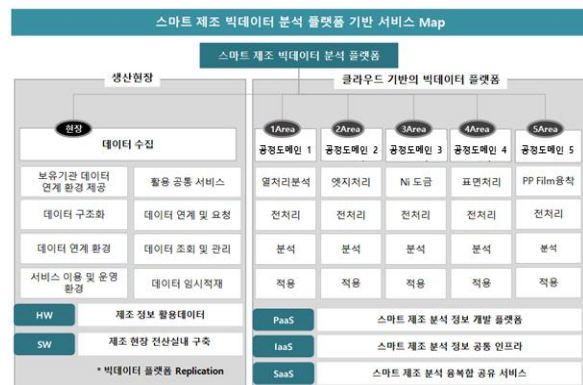 스마트 제조 빅데이터 분석 플랫폼 기반 서비스 Map
스마트 제조 빅데이터 분석 플랫폼
생산현장
현장
데이터 수집
보유기관 데이터
연계 환경 제공
활용 공통 서비스
데이터 구조화
데이터 연계 및 요청
데이터 연계 환경
데이터 조회 및 관리
서비스 이용 및 운영
환경
데이터 임시적재
HW
제조 정보 활용데이터
SW
제조 현장 전산실내 구축
* 빅데이터 플랫폼 Replication
클라우드 기반의 빅데이터 플랫폼
1Area
2Area
3Area
4Area
5Area
공정도메인 1
공정도메인 2
공정도메인 3
공정도메인 4
공정도메인 5
열처리분석
엣지처리
Ni 도금
표면처리
PP Film융착
전처리
전처리
전처리
전처리
전처리
분석
분석
분석
분석
분석
적용
적용
적용
적용
적용
PaaS
스마트 제조 분석 정보 개발 플랫폼
IaaS
스마트 제조 분석 정보 공통 인프라
SaaS
스마트 제조 분석 융복합 공유 서비스